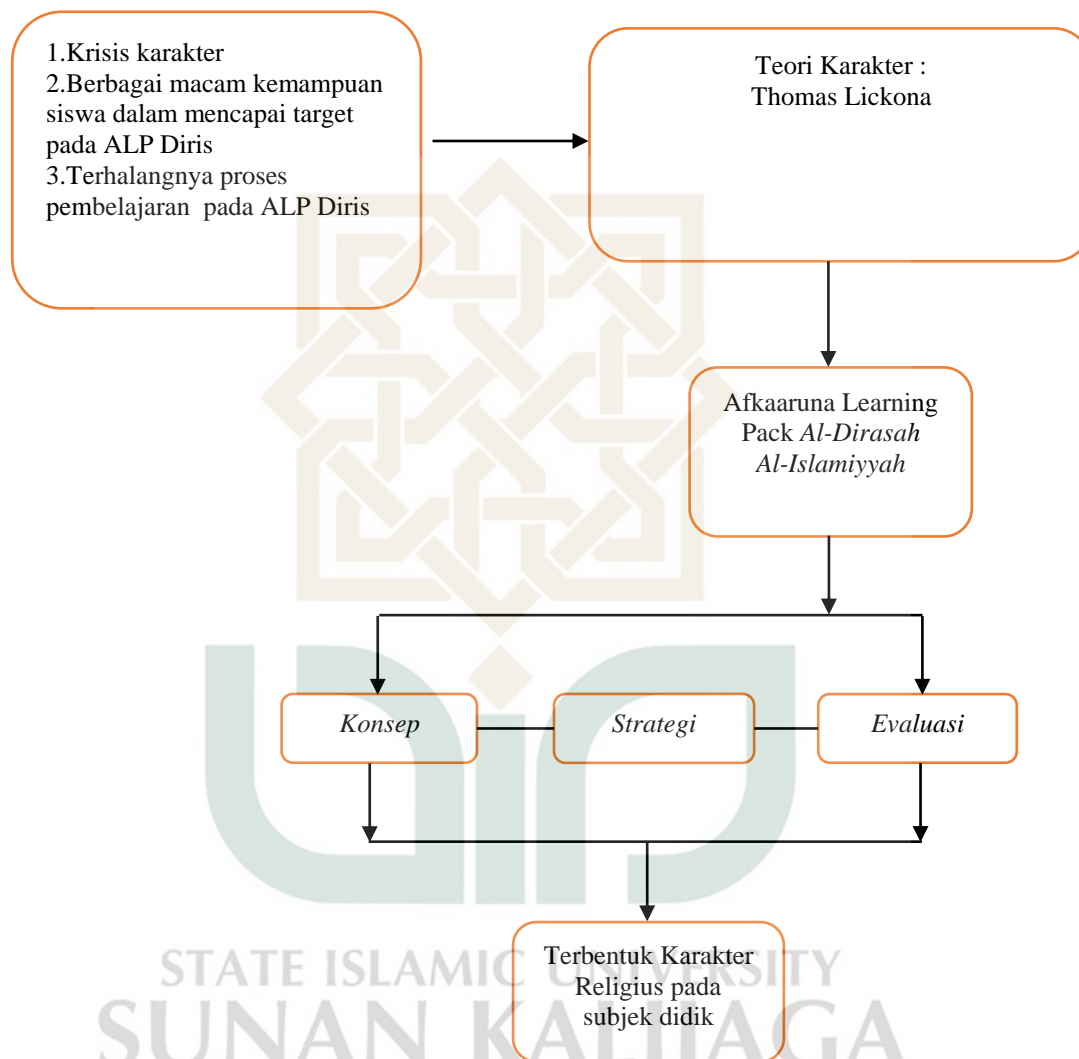 1.Krisis karakter
2.Berbagai macam kemampuan
siswa dalam mencapai target
pada ALP Diris
3.Terhalangnya proses
pembelajaran pada ALP Diris
Teori Karakter :
Thomas Lickona
Afkaaruna Learning
Pack Al-Dirasah
Al-Islamiyyah
Konsep
Strategi
Evaluasi
Terbentuk Karakter
Religius pada
subjek didik
STATE ISLAMIC UNIVERSITY
SUNAN KALIJAGA